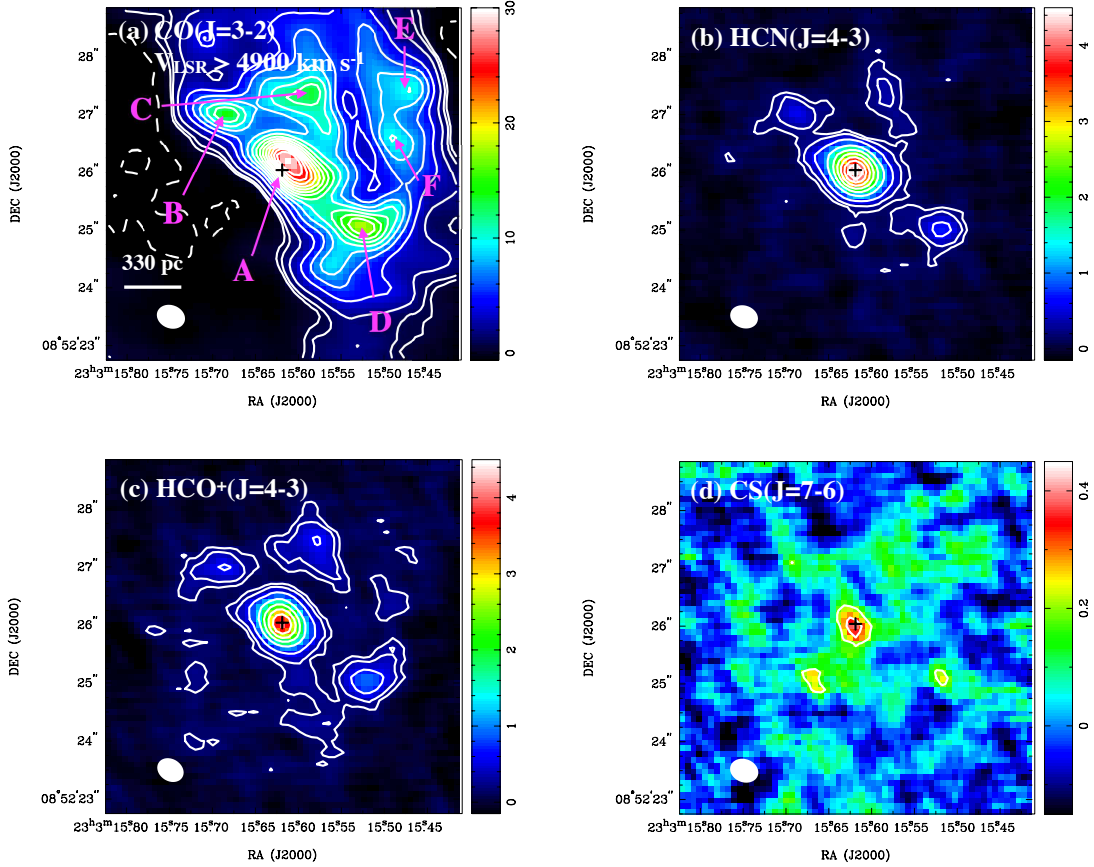 (a) CO(J=3-2)
V_LSR > 4900 km s⁻¹
E
C
B
F
A
D
330 pc
28″
27″
26″
25″
24″
08°52′23″
DEC (J2000)
23ʰ3ᵐ15ˢ.80 15ˢ.75 15ˢ.70 15ˢ.65 15ˢ.60 15ˢ.55 15ˢ.50 15ˢ.45
RA (J2000)
30
20
10
0
(b) HCN(J=4-3)
28″
27″
26″
25″
24″
08°52′23″
DEC (J2000)
23ʰ3ᵐ15ˢ.80 15ˢ.75 15ˢ.70 15ˢ.65 15ˢ.60 15ˢ.55 15ˢ.50 15ˢ.45
RA (J2000)
4
3
2
1
0
(c) HCO⁺(J=4-3)
28″
27″
26″
25″
24″
08°52′23″
DEC (J2000)
23ʰ3ᵐ15ˢ.80 15ˢ.75 15ˢ.70 15ˢ.65 15ˢ.60 15ˢ.55 15ˢ.50 15ˢ.45
RA (J2000)
4
3
2
1
0
(d) CS(J=7-6)
28″
27″
26″
25″
24″
08°52′23″
DEC (J2000)
23ʰ3ᵐ15ˢ.80 15ˢ.75 15ˢ.70 15ˢ.65 15ˢ.60 15ˢ.55 15ˢ.50 15ˢ.45
RA (J2000)
0.4
0.2
0